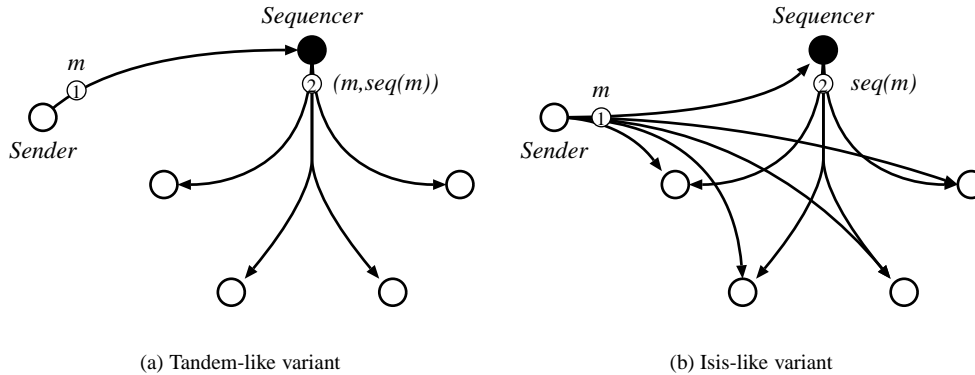 Sequencer
m
1
2
(m,seq(m))
Sender
(a) Tandem-like variant
Sequencer
m
1
2
seq(m)
Sender
(b) Isis-like variant